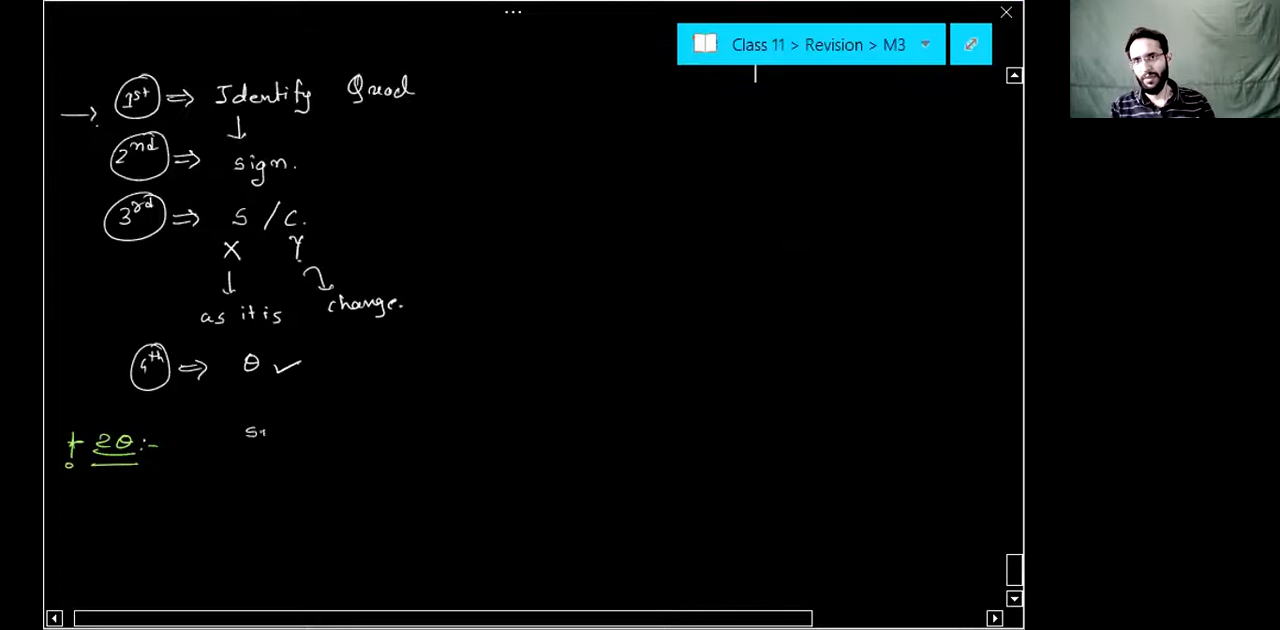 Class 11 > Revision > M3
1st ⇒ Identify Quad
2nd ⇒ sign.
3rd ⇒ S / C.
X Y
as it is change.
4th ⇒ θ ✓
2θ :-